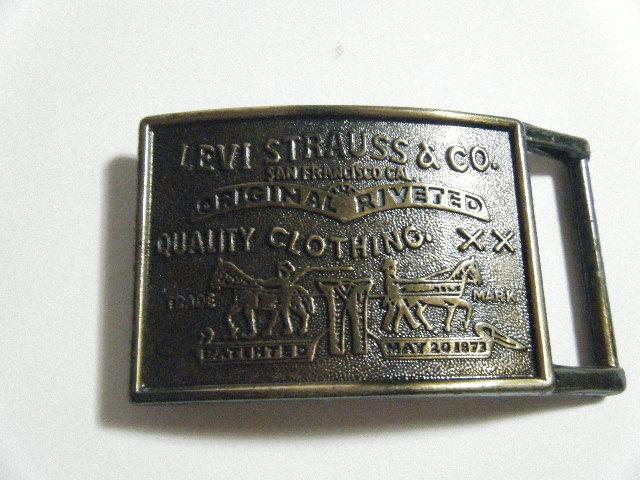 LEVI STRAUSS & CO.
SAN FRANCISCO CAL
ORIGINAL RIVETED
QUALITY CLOTHING. XX
TRADE MARK
PATENTED MAY 20 1873